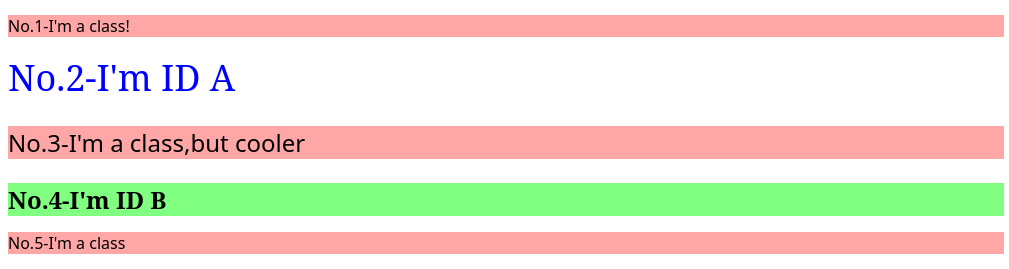 No.1-I'm a class!
No.2-I'm ID A
No.3-I'm a class,but cooler
No.4-I'm ID B
No.5-I'm a class